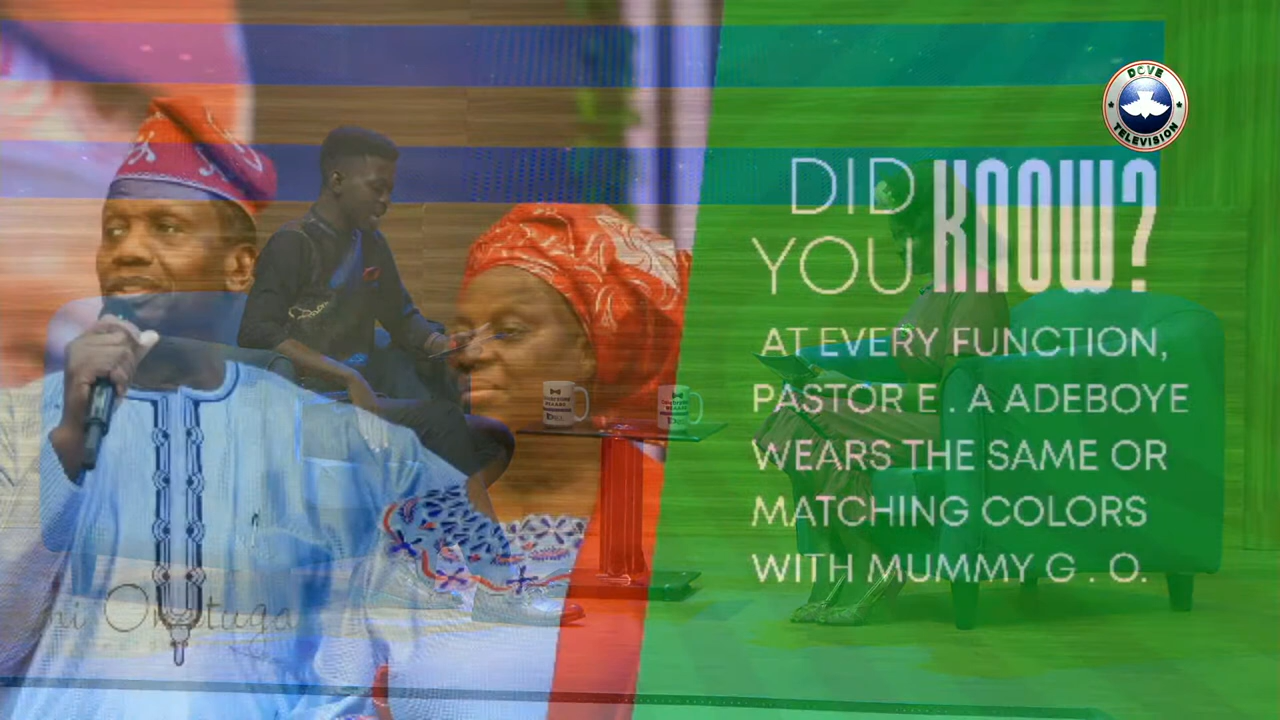 DOVE
TELEVISION
DID
YOU KNOW?
AT EVERY FUNCTION,
PASTOR E . A ADEBOYE
WEARS THE SAME OR
MATCHING COLORS
WITH MUMMY G . O.